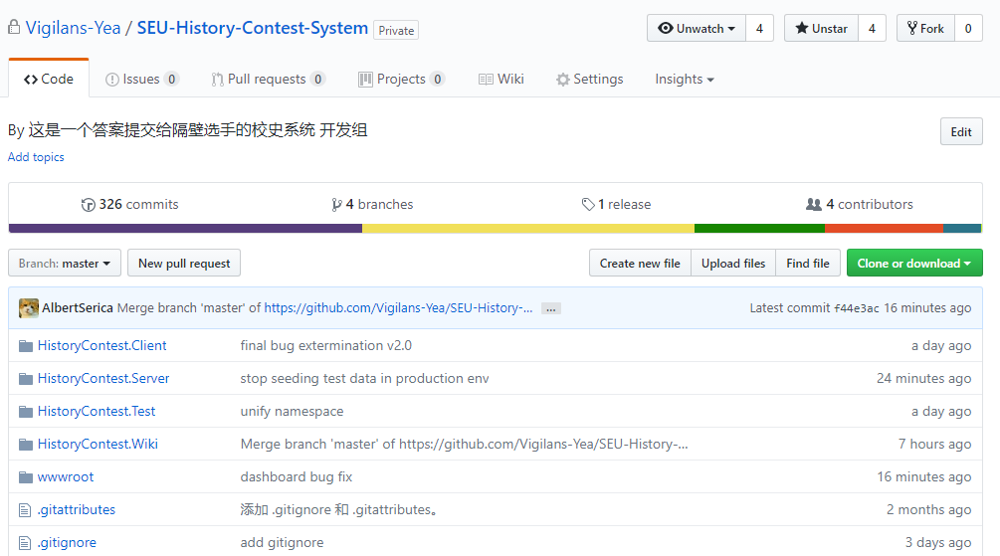 Vigilans-Yea / SEU-History-Contest-System Private Unwatch 4 Unstar 4 Fork 0
Code Issues 0 Pull requests 0 Projects 0 Wiki Settings Insights
By 这是一个答案提交给隔壁选手的校史系统 开发组 Edit
Add topics
326 commits 4 branches 1 release 4 contributors
Branch: master New pull request Create new file Upload files Find file Clone or download
AlbertSerica Merge branch 'master' of https://github.com/Vigilans-Yea/SEU-History-... ... Latest commit f44e3ac 16 minutes ago
HistoryContest.Client final bug extermination v2.0 a day ago
HistoryContest.Server stop seeding test data in production env 24 minutes ago
HistoryContest.Test unify namespace a day ago
HistoryContest.Wiki Merge branch 'master' of https://github.com/Vigilans-Yea/SEU-History-... 7 hours ago
wwwroot dashboard bug fix 16 minutes ago
.gitattributes 添加 .gitignore 和 .gitattributes。 2 months ago
.gitignore add gitignore 3 days ago